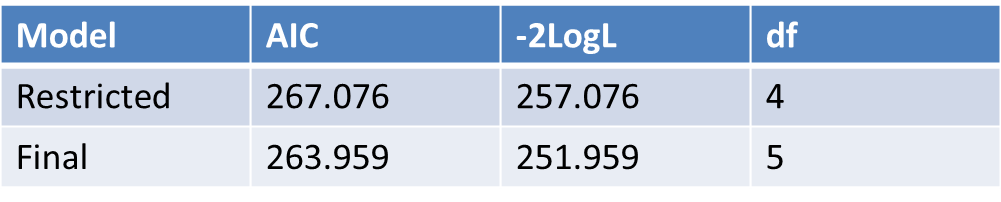 Model AIC -2LogL df
Restricted 267.076 257.076 4
Final 263.959 251.959 5